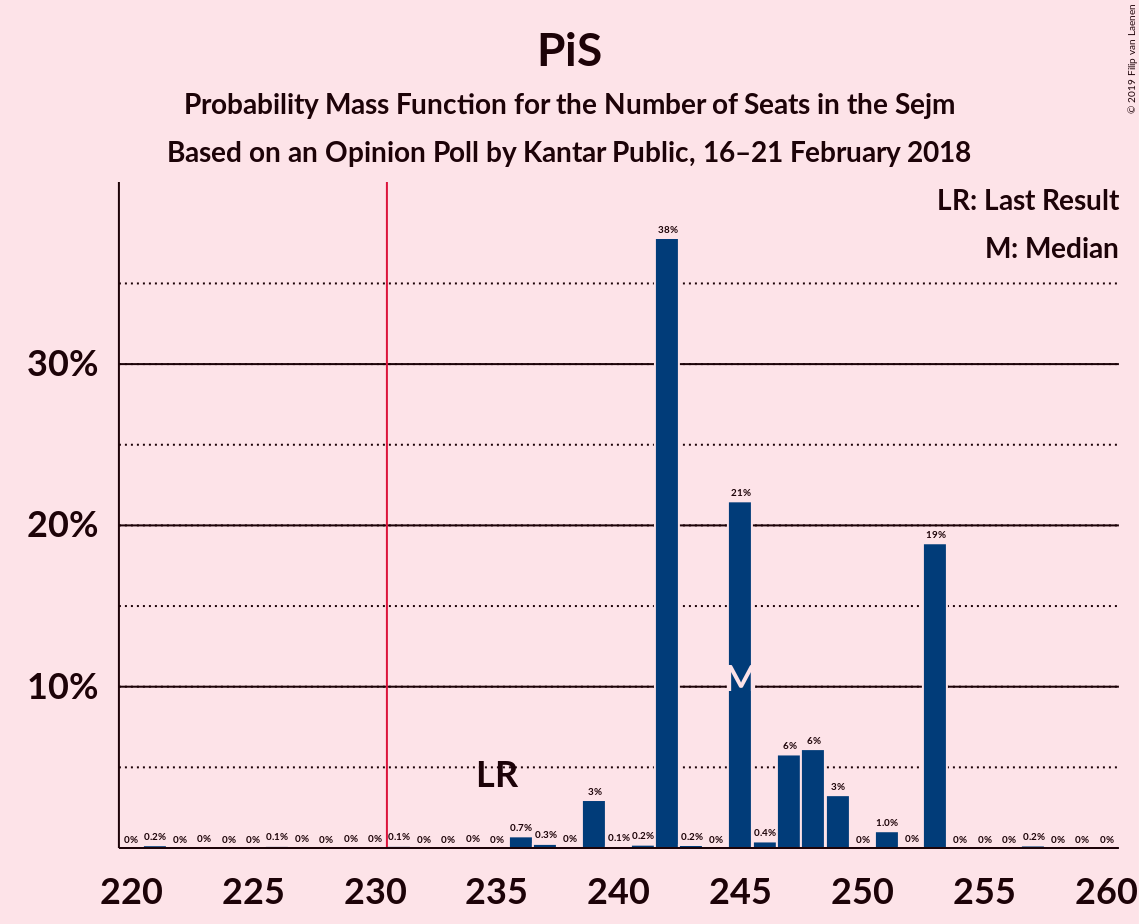 PiS
Probability Mass Function for the Number of Seats in the Sejm
Based on an Opinion Poll by Kantar Public, 16–21 February 2018
© 2019 Filip van Laenen
LR: Last Result
M: Median
30%
20%
10%
38%
21%
19%
M
LR
0% 0.2% 0% 0% 0% 0% 0.1% 0% 0% 0% 0% 0.1% 0% 0% 0% 0% 0.7% 0.3% 0% 3% 0.1% 0.2% 0.2% 0% 0.4% 6% 6% 3% 0% 1.0% 0% 0% 0% 0% 0.2% 0% 0% 0%
220 225 230 235 240 245 250 255 260